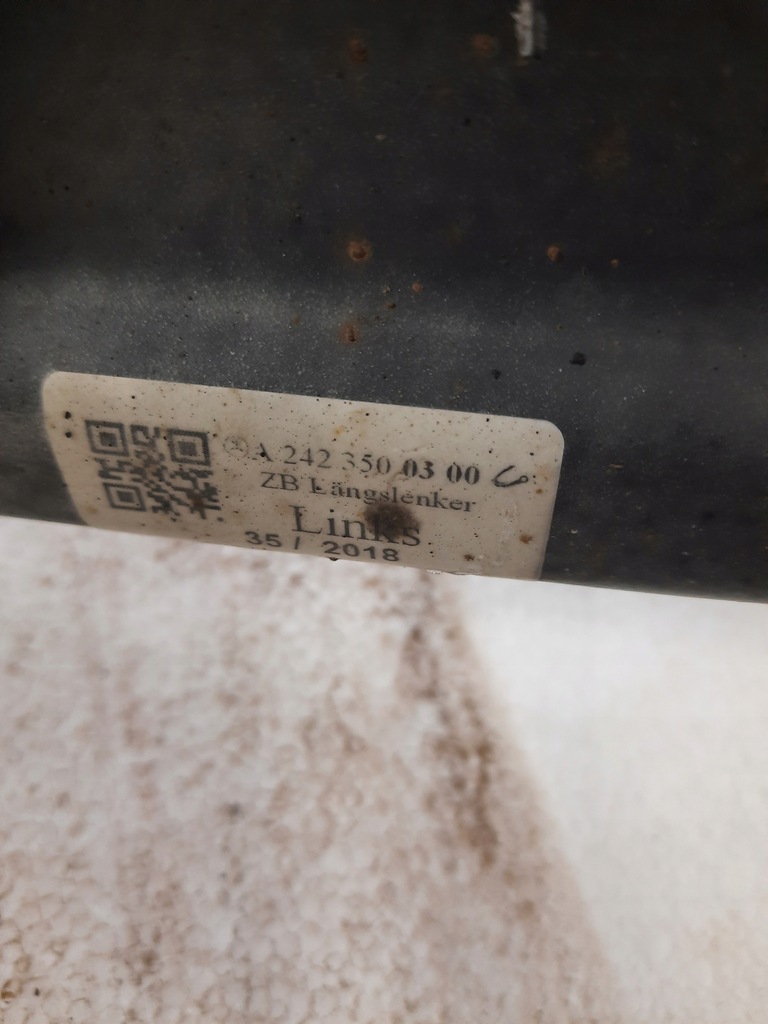 A 242 350 03 00
ZB Längslenker
Links
35 / 2018